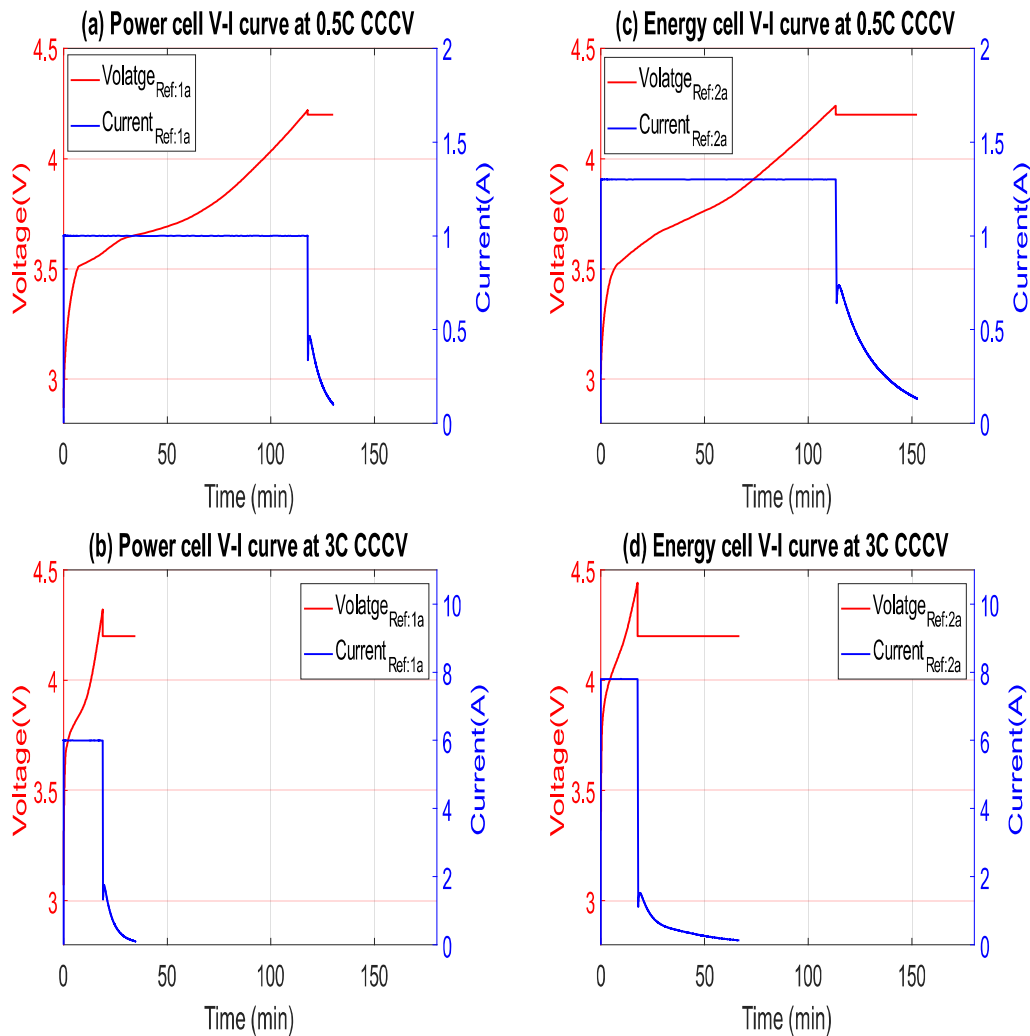 (a) Power cell V-I curve at 0.5C CCCV
4.5
4
3.5
3
Voltage(V)
2
1.5
1
0.5
0
Current(A)
Volatge Ref:1a
Current Ref:1a
0 50 100 150
Time (min)
(c) Energy cell V-I curve at 0.5C CCCV
4.5
4
3.5
3
Voltage(V)
2
1.5
1
0.5
0
Current(A)
Volatge Ref:2a
Current Ref:2a
0 50 100 150
Time (min)
(b) Power cell V-I curve at 3C CCCV
4.5
4
3.5
3
Voltage(V)
10
8
6
4
2
0
Current(A)
Volatge Ref:1a
Current Ref:1a
0 50 100 150
Time (min)
(d) Energy cell V-I curve at 3C CCCV
4.5
4
3.5
3
Voltage(V)
10
8
6
4
2
0
Current(A)
Volatge Ref:2a
Current Ref:2a
0 50 100 150
Time (min)